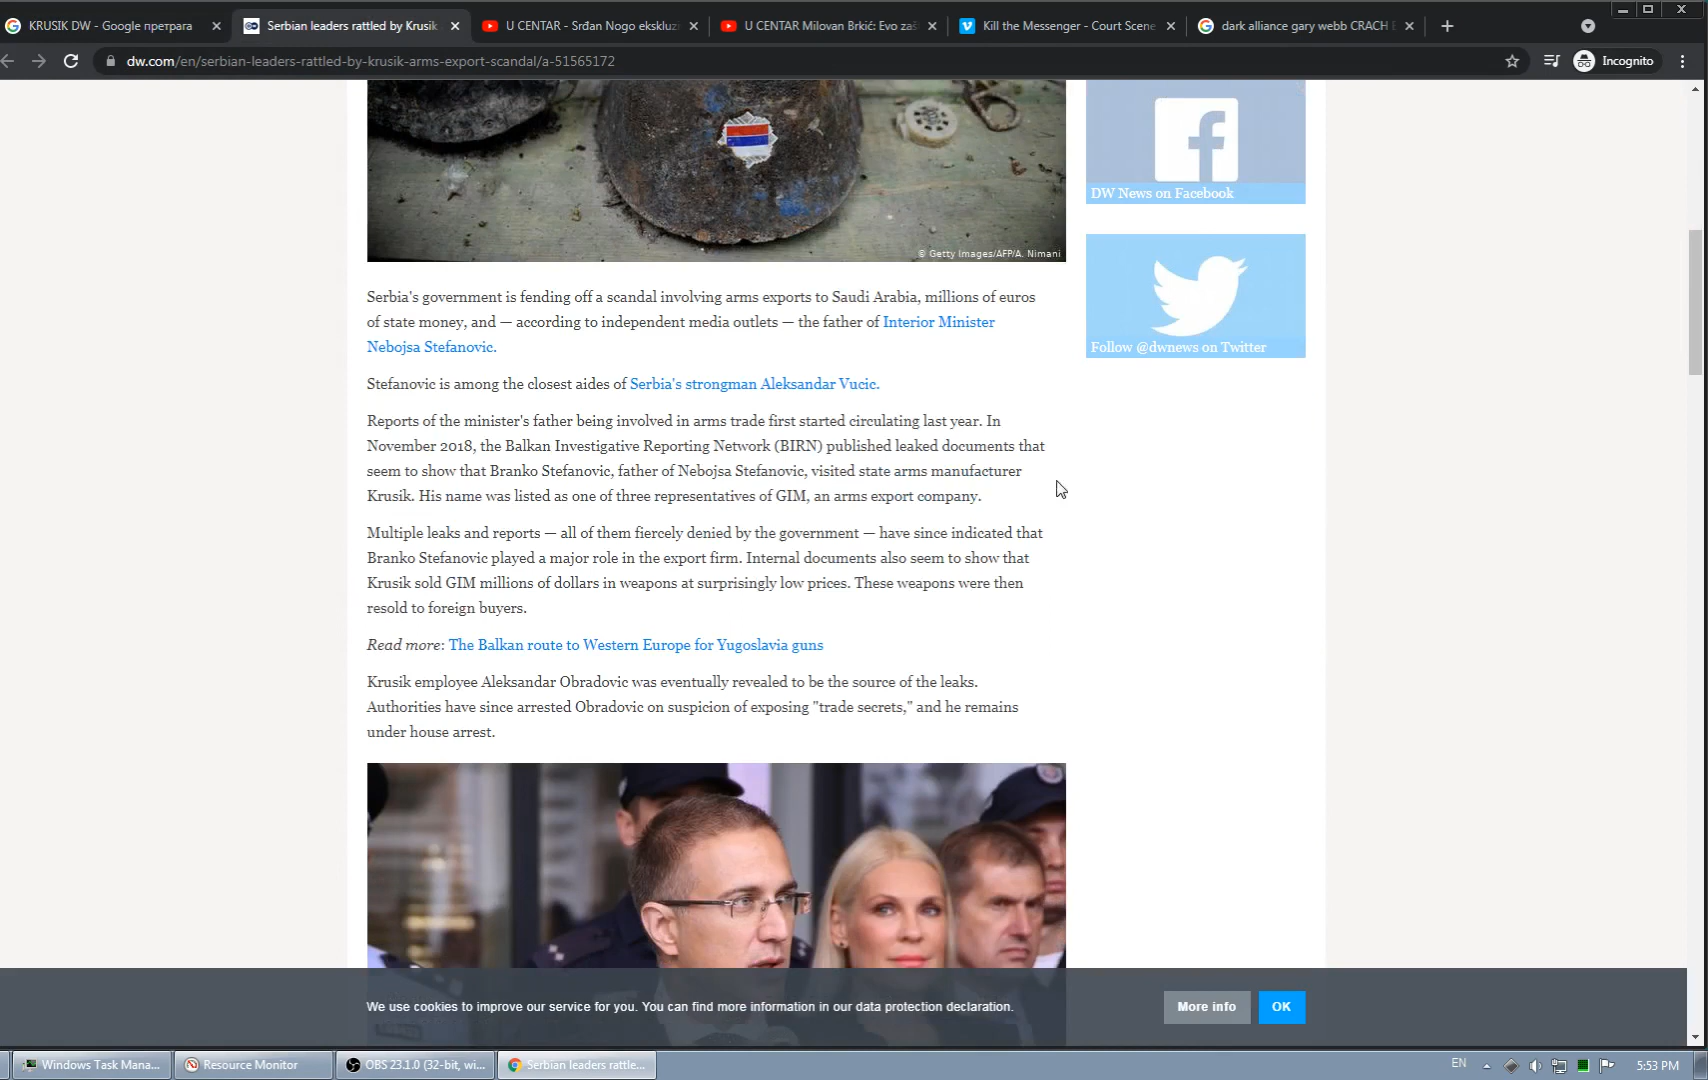 KRUSIK DW - Google претрага
Serbian leaders rattled by Krusik
U CENTAR - Srđan Nogo ekskluzi
U CENTAR Milovan Brkić: Evo zaš
Kill the Messenger - Court Scene
dark alliance gary webb CRACH
dw.com/en/serbian-leaders-rattled-by-krusik-arms-export-scandal/a-51565172
Incognito
© Getty Images/AFP/A. Nimani
DW News on Facebook
Follow @dwnews on Twitter
Serbia's government is fending off a scandal involving arms exports to Saudi Arabia, millions of euros
of state money, and — according to independent media outlets — the father of Interior Minister
Nebojsa Stefanovic.
Stefanovic is among the closest aides of Serbia's strongman Aleksandar Vucic.
Reports of the minister's father being involved in arms trade first started circulating last year. In
November 2018, the Balkan Investigative Reporting Network (BIRN) published leaked documents that
seem to show that Branko Stefanovic, father of Nebojsa Stefanovic, visited state arms manufacturer
Krusik. His name was listed as one of three representatives of GIM, an arms export company.
Multiple leaks and reports — all of them fiercely denied by the government — have since indicated that
Branko Stefanovic played a major role in the export firm. Internal documents also seem to show that
Krusik sold GIM millions of dollars in weapons at surprisingly low prices. These weapons were then
resold to foreign buyers.
Read more: The Balkan route to Western Europe for Yugoslavia guns
Krusik employee Aleksandar Obradovic was eventually revealed to be the source of the leaks.
Authorities have since arrested Obradovic on suspicion of exposing "trade secrets," and he remains
under house arrest.
We use cookies to improve our service for you. You can find more information in our data protection declaration.
More info
OK
Windows Task Mana...
Resource Monitor
OBS 23.1.0 (32-bit, wi...
Serbian leaders rattle...
EN
5:53 PM